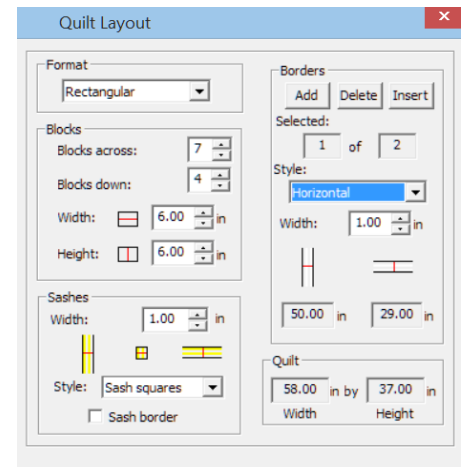 Quilt Layout
×
Format
Rectangular
Blocks
Blocks across: 7
Blocks down: 4
Width: 6.00 in
Height: 6.00 in
Sashes
Width: 1.00 in
Style: Sash squares
Sash border
Borders
Add Delete Insert
Selected:
1 of 2
Style:
Horizontal
Width: 1.00 in
50.00 in 29.00 in
Quilt
58.00 in by 37.00 in
Width Height